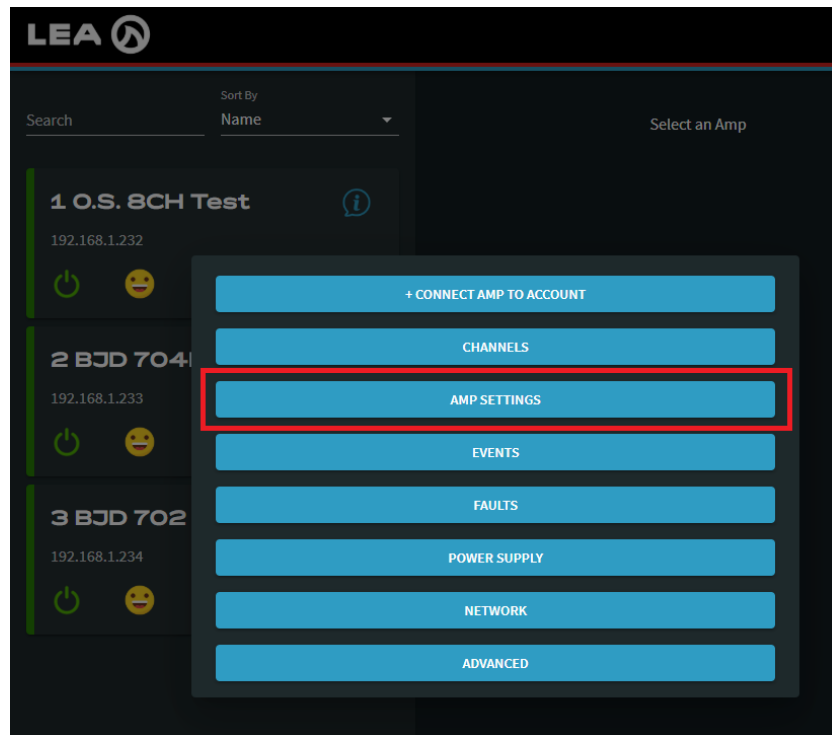 LEA
Sort By
Search
Name
Select an Amp
1 O.S. 8CH Test
192.168.1.232
+ CONNECT AMP TO ACCOUNT
CHANNELS
2 BJD 704
192.168.1.233
AMP SETTINGS
EVENTS
3 BJD 702
192.168.1.234
FAULTS
POWER SUPPLY
NETWORK
ADVANCED